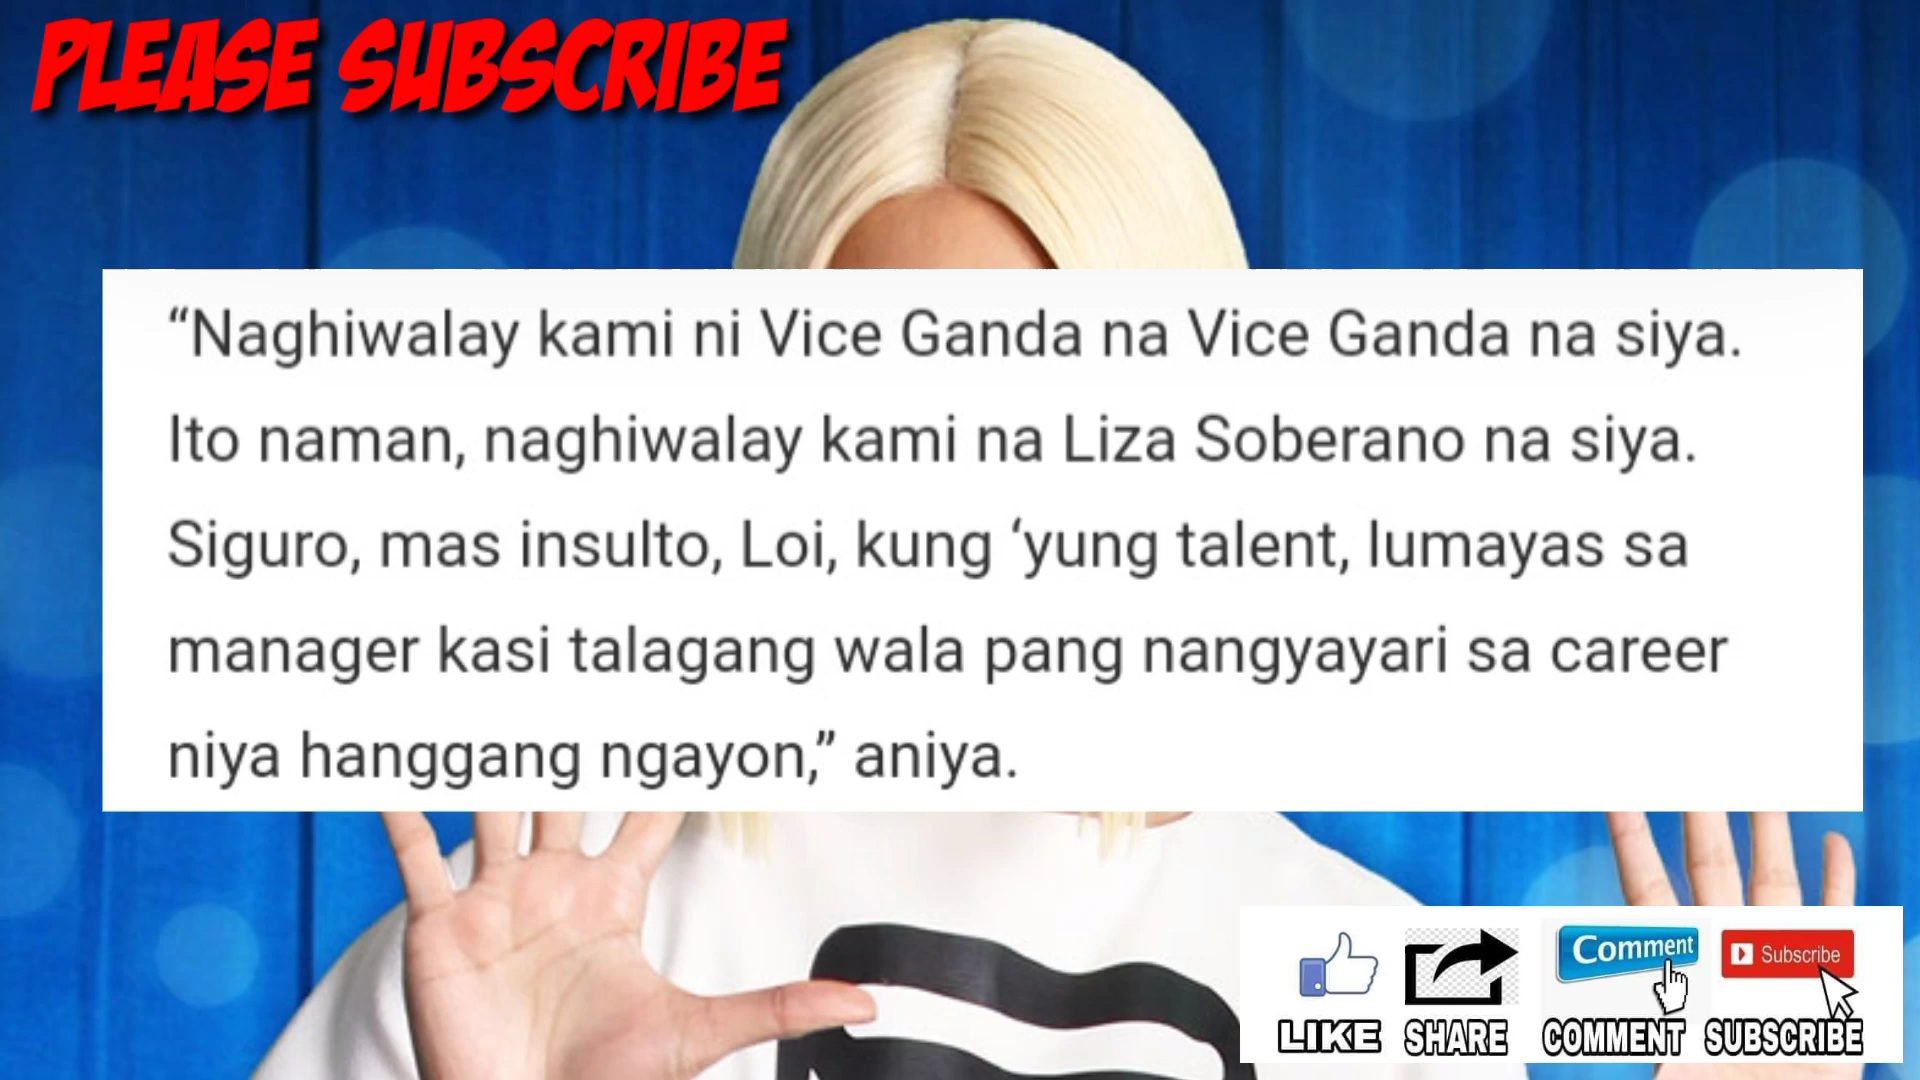 PLEASE SUBSCRIBE
“Naghiwalay kami ni Vice Ganda na Vice Ganda na siya.
Ito naman, naghiwalay kami na Liza Soberano na siya.
Siguro, mas insulto, Loi, kung ‘yung talent, lumayas sa
manager kasi talagang wala pang nangyayari sa career
niya hanggang ngayon,” aniya.
Comment
Subscribe
LIKE SHARE COMMENT SUBSCRIBE